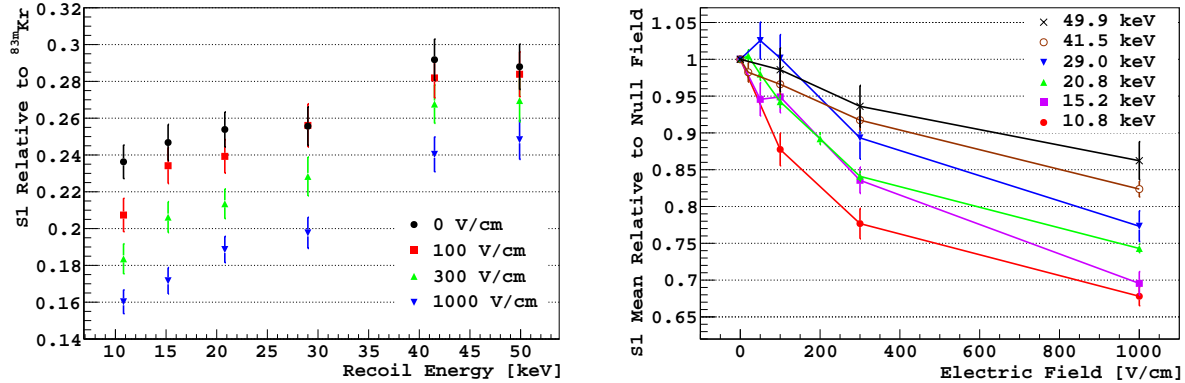 S1 Relative to ⁸³ᵐKr
0.3
0.28
0.26
0.24
0.22
0.2
0.18
0.16
0.14
0 V/cm
100 V/cm
300 V/cm
1000 V/cm
10 15 20 25 30 35 40 45 50
Recoil Energy [keV]
S1 Mean Relative to Null Field
1.05
1
0.95
0.9
0.85
0.8
0.75
0.7
0.65
49.9 keV
41.5 keV
29.0 keV
20.8 keV
15.2 keV
10.8 keV
0 200 400 600 800 1000
Electric Field [V/cm]